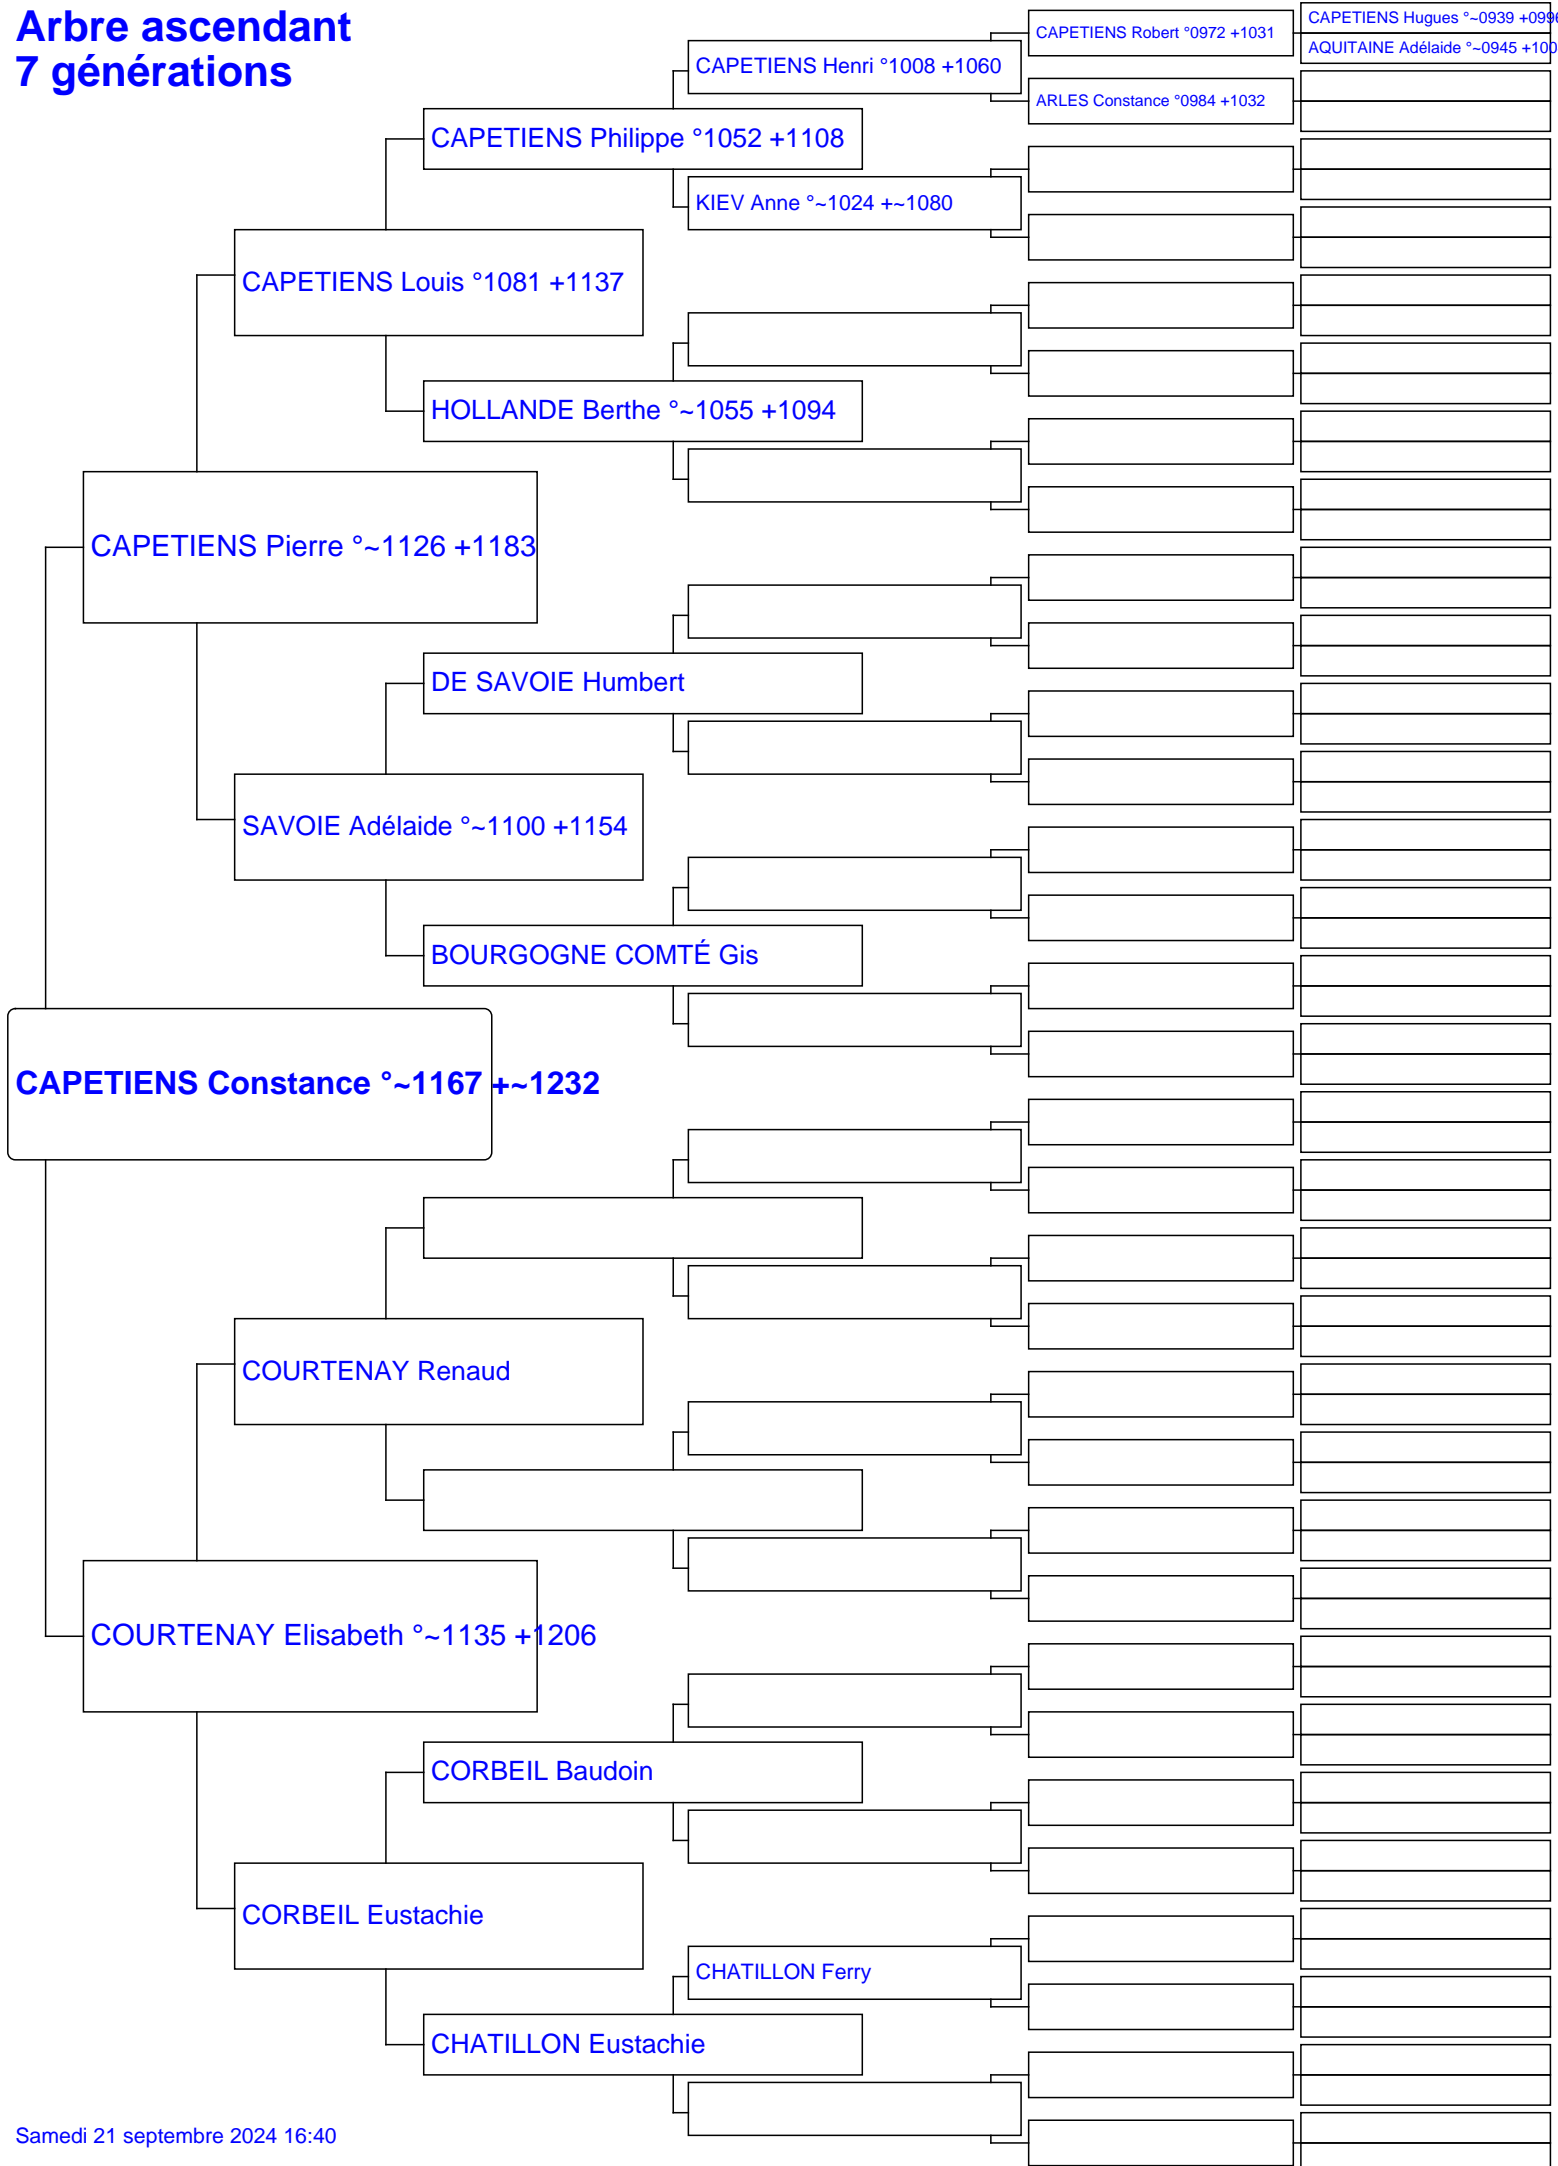 Arbre ascendant
7 générations
CAPETIENS Hugues °~0939 +0996
CAPETIENS Robert °0972 +1031
AQUITAINE Adélaide °~0945 +100
CAPETIENS Henri °1008 +1060
ARLES Constance °0984 +1032
CAPETIENS Philippe °1052 +1108
KIEV Anne °~1024 +~1080
CAPETIENS Louis °1081 +1137
HOLLANDE Berthe °~1055 +1094
CAPETIENS Pierre °~1126 +1183
DE SAVOIE Humbert
SAVOIE Adélaide °~1100 +1154
BOURGOGNE COMTÉ Gis
CAPETIENS Constance °~1167 +~1232
COURTENAY Renaud
COURTENAY Elisabeth °~1135 +1206
CORBEIL Baudoin
CORBEIL Eustachie
CHATILLON Ferry
CHATILLON Eustachie
Samedi 21 septembre 2024 16:40